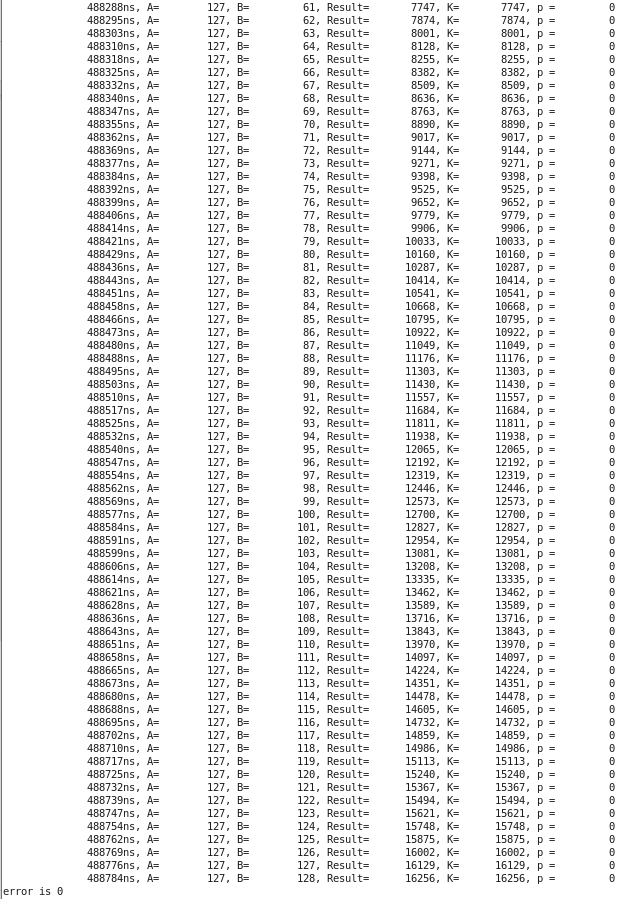 488288ns, A= 127, B= 61, Result= 7747, K= 7747, p = 0
488295ns, A= 127, B= 62, Result= 7874, K= 7874, p = 0
488303ns, A= 127, B= 63, Result= 8001, K= 8001, p = 0
488310ns, A= 127, B= 64, Result= 8128, K= 8128, p = 0
488318ns, A= 127, B= 65, Result= 8255, K= 8255, p = 0
488325ns, A= 127, B= 66, Result= 8382, K= 8382, p = 0
488332ns, A= 127, B= 67, Result= 8509, K= 8509, p = 0
488340ns, A= 127, B= 68, Result= 8636, K= 8636, p = 0
488347ns, A= 127, B= 69, Result= 8763, K= 8763, p = 0
488355ns, A= 127, B= 70, Result= 8890, K= 8890, p = 0
488362ns, A= 127, B= 71, Result= 9017, K= 9017, p = 0
488369ns, A= 127, B= 72, Result= 9144, K= 9144, p = 0
488377ns, A= 127, B= 73, Result= 9271, K= 9271, p = 0
488384ns, A= 127, B= 74, Result= 9398, K= 9398, p = 0
488392ns, A= 127, B= 75, Result= 9525, K= 9525, p = 0
488399ns, A= 127, B= 76, Result= 9652, K= 9652, p = 0
488406ns, A= 127, B= 77, Result= 9779, K= 9779, p = 0
488414ns, A= 127, B= 78, Result= 9906, K= 9906, p = 0
488421ns, A= 127, B= 79, Result= 10033, K= 10033, p = 0
488429ns, A= 127, B= 80, Result= 10160, K= 10160, p = 0
488436ns, A= 127, B= 81, Result= 10287, K= 10287, p = 0
488443ns, A= 127, B= 82, Result= 10414, K= 10414, p = 0
488451ns, A= 127, B= 83, Result= 10541, K= 10541, p = 0
488458ns, A= 127, B= 84, Result= 10668, K= 10668, p = 0
488466ns, A= 127, B= 85, Result= 10795, K= 10795, p = 0
488473ns, A= 127, B= 86, Result= 10922, K= 10922, p = 0
488480ns, A= 127, B= 87, Result= 11049, K= 11049, p = 0
488488ns, A= 127, B= 88, Result= 11176, K= 11176, p = 0
488495ns, A= 127, B= 89, Result= 11303, K= 11303, p = 0
488503ns, A= 127, B= 90, Result= 11430, K= 11430, p = 0
488510ns, A= 127, B= 91, Result= 11557, K= 11557, p = 0
488517ns, A= 127, B= 92, Result= 11684, K= 11684, p = 0
488525ns, A= 127, B= 93, Result= 11811, K= 11811, p = 0
488532ns, A= 127, B= 94, Result= 11938, K= 11938, p = 0
488540ns, A= 127, B= 95, Result= 12065, K= 12065, p = 0
488547ns, A= 127, B= 96, Result= 12192, K= 12192, p = 0
488554ns, A= 127, B= 97, Result= 12319, K= 12319, p = 0
488562ns, A= 127, B= 98, Result= 12446, K= 12446, p = 0
488569ns, A= 127, B= 99, Result= 12573, K= 12573, p = 0
488577ns, A= 127, B= 100, Result= 12700, K= 12700, p = 0
488584ns, A= 127, B= 101, Result= 12827, K= 12827, p = 0
488591ns, A= 127, B= 102, Result= 12954, K= 12954, p = 0
488599ns, A= 127, B= 103, Result= 13081, K= 13081, p = 0
488606ns, A= 127, B= 104, Result= 13208, K= 13208, p = 0
488614ns, A= 127, B= 105, Result= 13335, K= 13335, p = 0
488621ns, A= 127, B= 106, Result= 13462, K= 13462, p = 0
488628ns, A= 127, B= 107, Result= 13589, K= 13589, p = 0
488636ns, A= 127, B= 108, Result= 13716, K= 13716, p = 0
488643ns, A= 127, B= 109, Result= 13843, K= 13843, p = 0
488651ns, A= 127, B= 110, Result= 13970, K= 13970, p = 0
488658ns, A= 127, B= 111, Result= 14097, K= 14097, p = 0
488665ns, A= 127, B= 112, Result= 14224, K= 14224, p = 0
488673ns, A= 127, B= 113, Result= 14351, K= 14351, p = 0
488680ns, A= 127, B= 114, Result= 14478, K= 14478, p = 0
488688ns, A= 127, B= 115, Result= 14605, K= 14605, p = 0
488695ns, A= 127, B= 116, Result= 14732, K= 14732, p = 0
488702ns, A= 127, B= 117, Result= 14859, K= 14859, p = 0
488710ns, A= 127, B= 118, Result= 14986, K= 14986, p = 0
488717ns, A= 127, B= 119, Result= 15113, K= 15113, p = 0
488725ns, A= 127, B= 120, Result= 15240, K= 15240, p = 0
488732ns, A= 127, B= 121, Result= 15367, K= 15367, p = 0
488739ns, A= 127, B= 122, Result= 15494, K= 15494, p = 0
488747ns, A= 127, B= 123, Result= 15621, K= 15621, p = 0
488754ns, A= 127, B= 124, Result= 15748, K= 15748, p = 0
488762ns, A= 127, B= 125, Result= 15875, K= 15875, p = 0
488769ns, A= 127, B= 126, Result= 16002, K= 16002, p = 0
488776ns, A= 127, B= 127, Result= 16129, K= 16129, p = 0
488784ns, A= 127, B= 128, Result= 16256, K= 16256, p = 0
error is 0